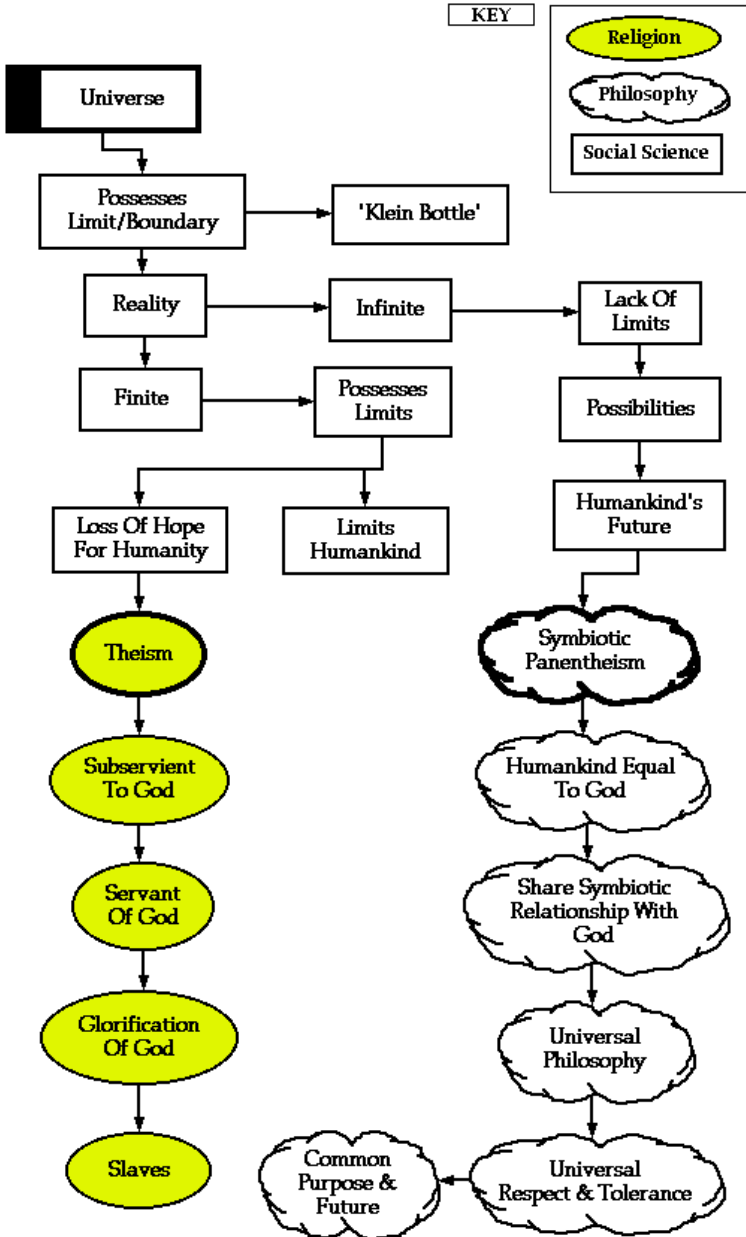 KEY
Religion
Philosophy
Social Science
Universe
Possesses
Limit/Boundary
'Klein Bottle'
Reality
Infinite
Lack Of
Limits
Finite
Possesses
Limits
Possibilities
Loss Of Hope
For Humanity
Limits
Humankind
Humankind's
Future
Theism
Symbiotic
Panentheism
Subservient
To God
Humankind Equal
To God
Servant
Of God
Share Symbiotic
Relationship With
God
Glorification
Of God
Universal
Philosophy
Slaves
Common
Purpose &
Future
Universal
Respect & Tolerance